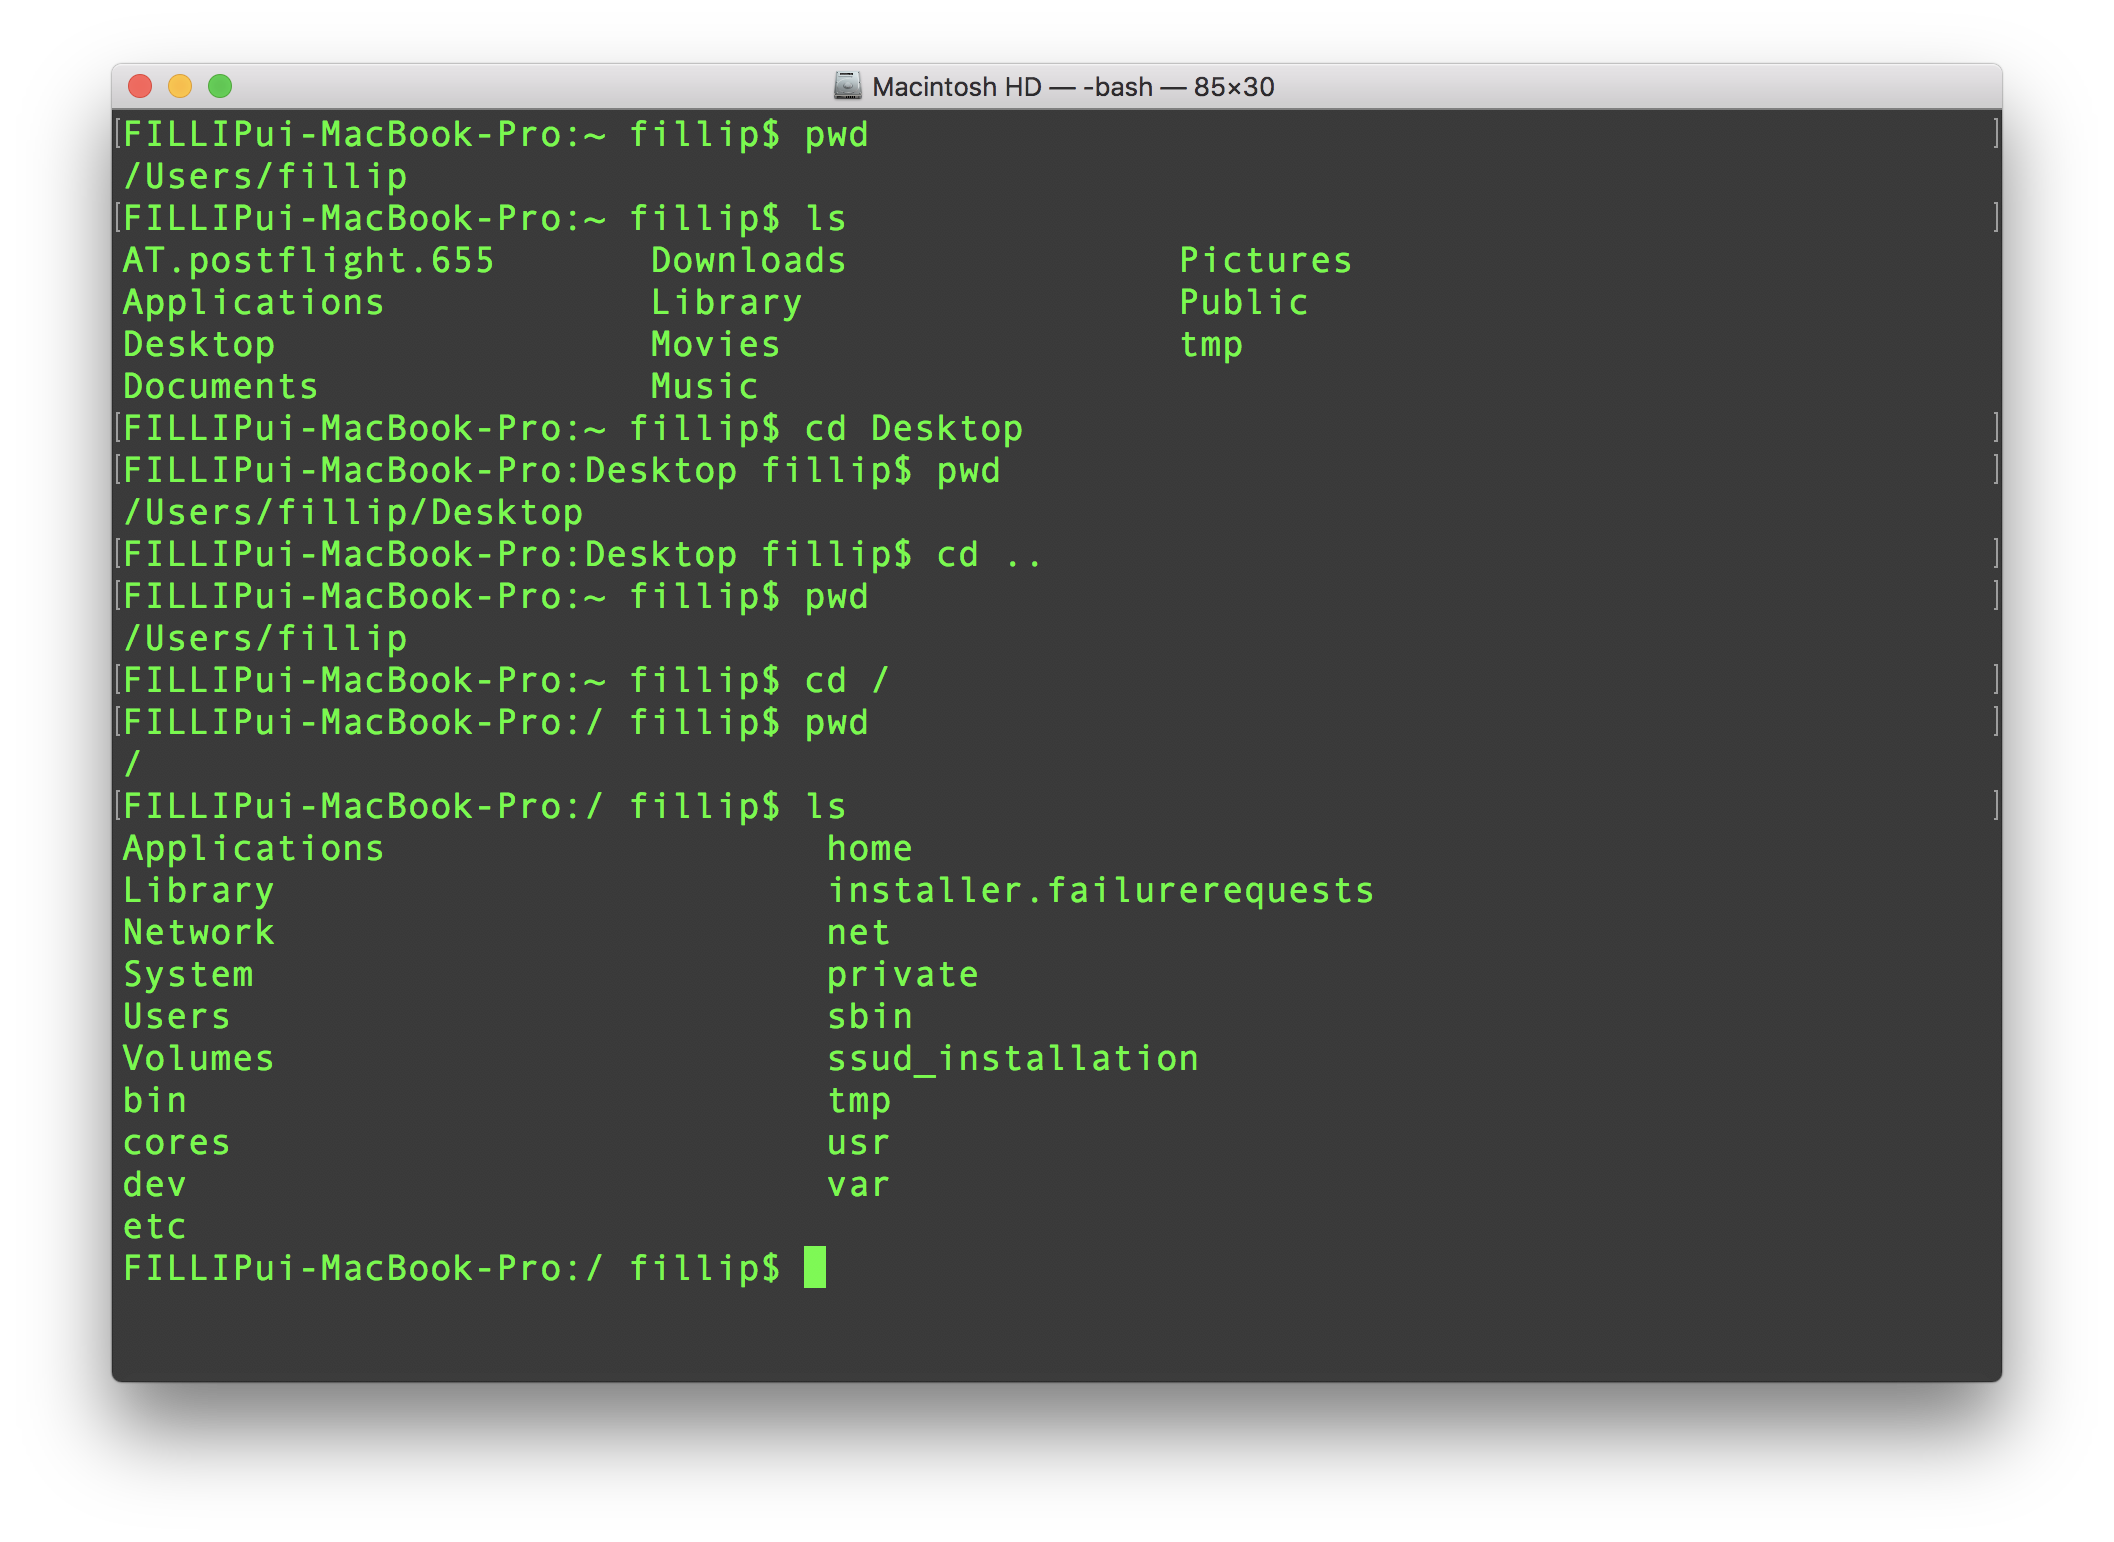 Macintosh HD — -bash — 85×30
[FILLIPui-MacBook-Pro:~ fillip$ pwd ]
/Users/fillip
[FILLIPui-MacBook-Pro:~ fillip$ ls ]
AT.postflight.655 Downloads Pictures
Applications Library Public
Desktop Movies tmp
Documents Music
[FILLIPui-MacBook-Pro:~ fillip$ cd Desktop ]
[FILLIPui-MacBook-Pro:Desktop fillip$ pwd ]
/Users/fillip/Desktop
[FILLIPui-MacBook-Pro:Desktop fillip$ cd .. ]
[FILLIPui-MacBook-Pro:~ fillip$ pwd ]
/Users/fillip
[FILLIPui-MacBook-Pro:~ fillip$ cd / ]
[FILLIPui-MacBook-Pro:/ fillip$ pwd ]
/
[FILLIPui-MacBook-Pro:/ fillip$ ls ]
Applications home
Library installer.failurerequests
Network net
System private
Users sbin
Volumes ssud_installation
bin tmp
cores usr
dev var
etc
FILLIPui-MacBook-Pro:/ fillip$